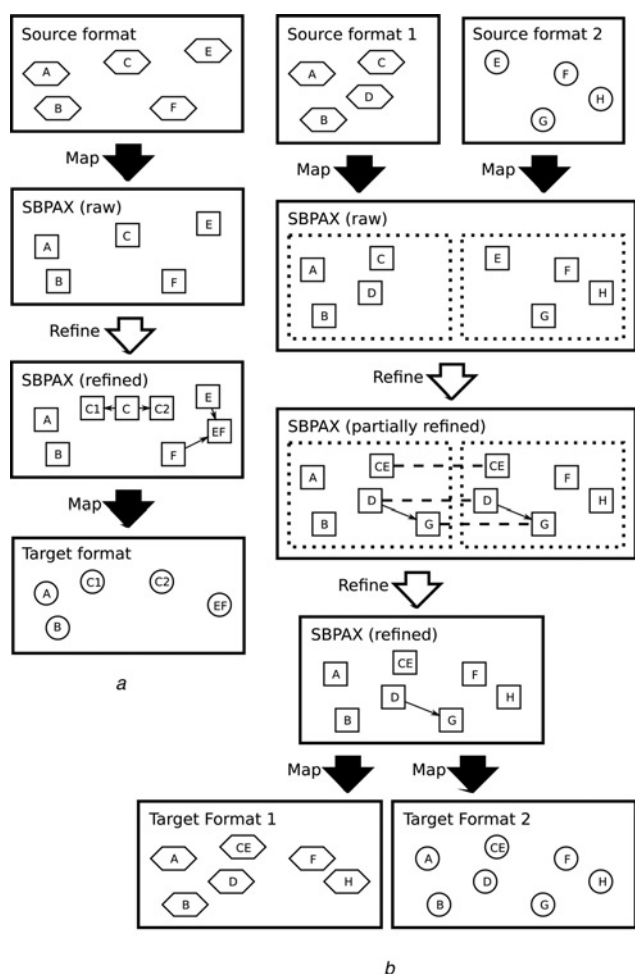 Source format
A
C
E
B
F
Map
SBPAX (raw)
A
C
E
B
F
Refine
SBPAX (refined)
A
C1
C
C2
E
EF
B
F
Map
Target format
A
C1
C2
EF
B
a
Source format 1
A
C
D
B
Source format 2
E
F
H
G
Map
Map
SBPAX (raw)
A
C
D
B
E
F
H
G
Refine
SBPAX (partially refined)
A
CE
D
B
G
CE
F
D
H
G
Refine
SBPAX (refined)
A
CE
F
D
H
B
G
Map
Map
Target Format 1
A
CE
F
D
H
B
Target Format 2
A
CE
F
D
H
B
G
b